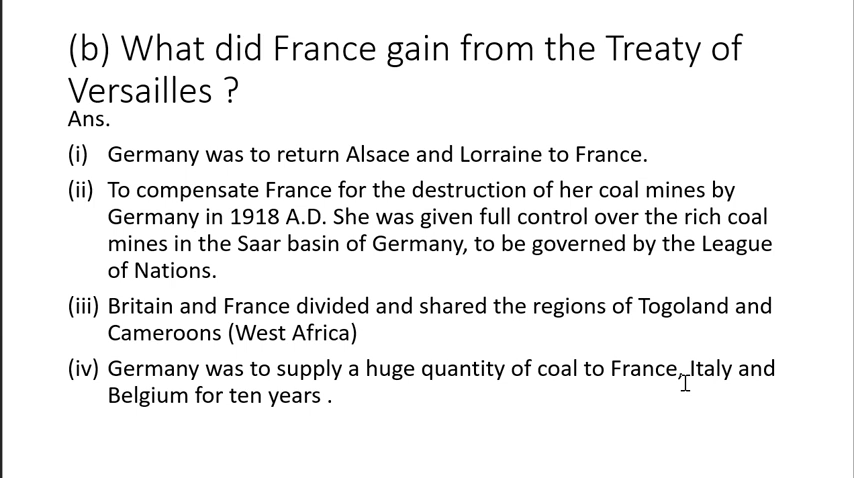 (b) What did France gain from the Treaty of
Versailles ?
Ans.
(i) Germany was to return Alsace and Lorraine to France.
(ii) To compensate France for the destruction of her coal mines by
Germany in 1918 A.D. She was given full control over the rich coal
mines in the Saar basin of Germany, to be governed by the League
of Nations.
(iii) Britain and France divided and shared the regions of Togoland and
Cameroons (West Africa)
(iv) Germany was to supply a huge quantity of coal to France, Italy and
Belgium for ten years .